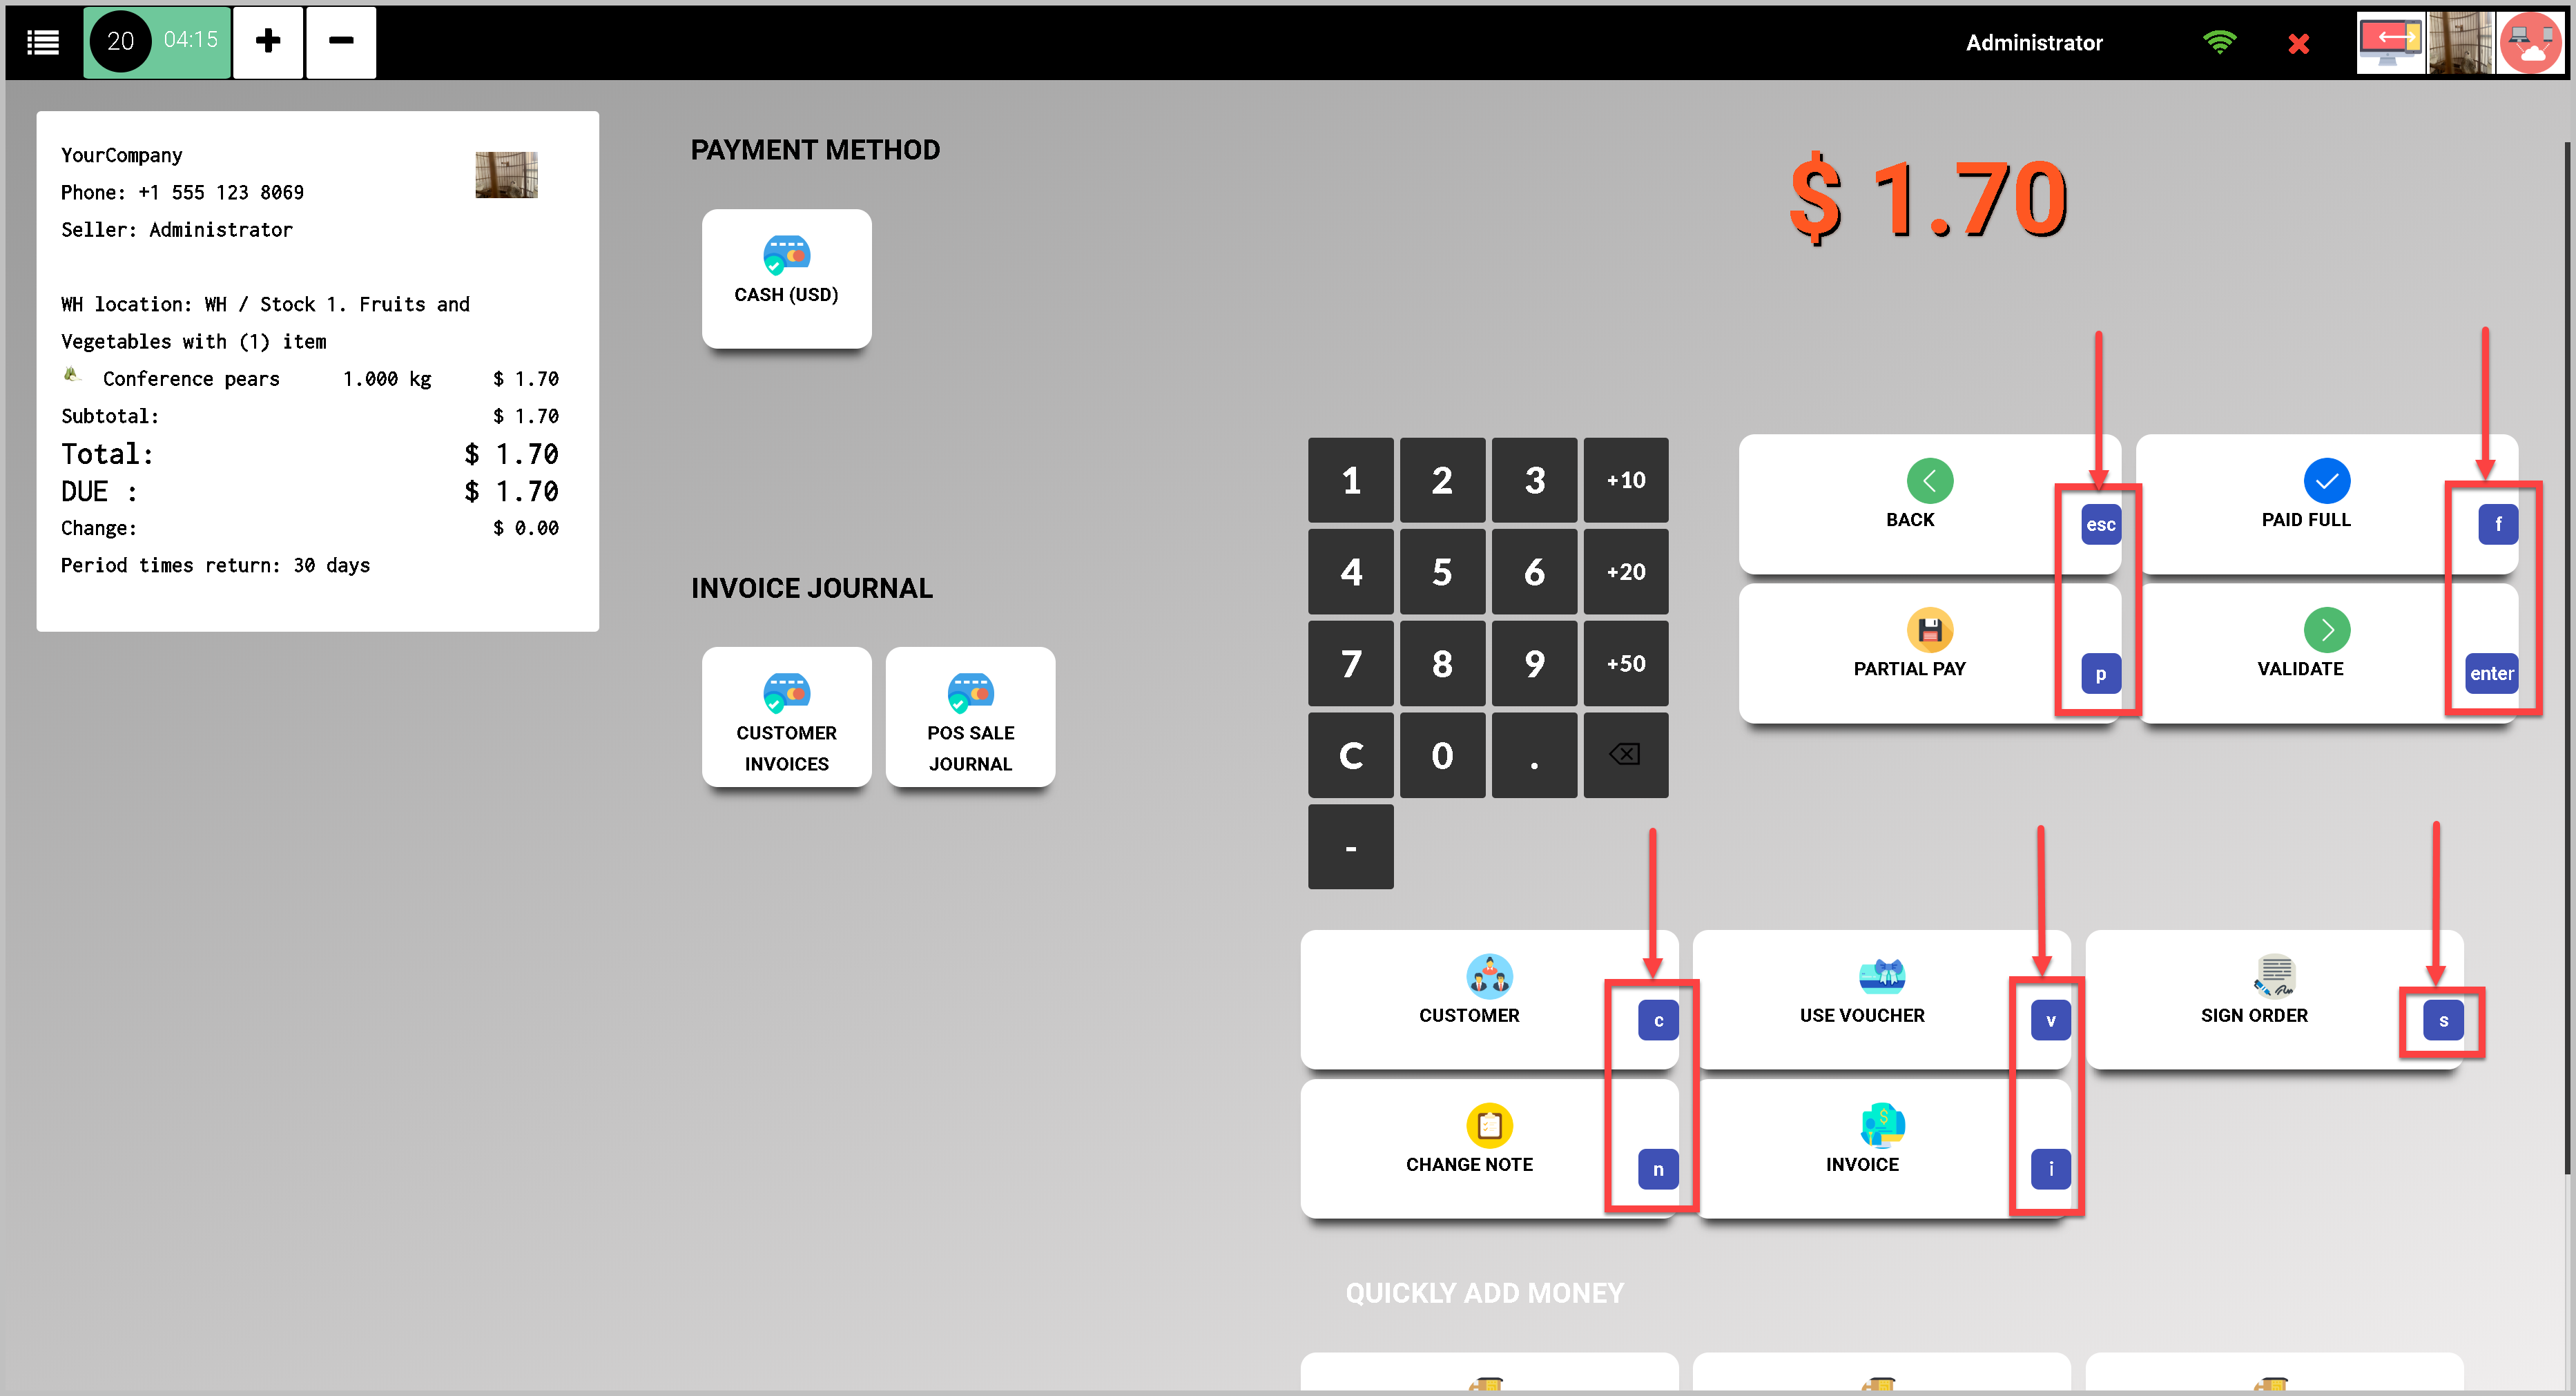 20 04:15 + - Administrator
YourCompany
Phone: +1 555 123 8069
Seller: Administrator
WH location: WH / Stock 1. Fruits and
Vegetables with (1) item
Conference pears 1.000 kg $ 1.70
Subtotal: $ 1.70
Total: $ 1.70
DUE : $ 1.70
Change: $ 0.00
Period times return: 30 days
PAYMENT METHOD
CASH (USD)
INVOICE JOURNAL
CUSTOMER
INVOICES
POS SALE
JOURNAL
$ 1.70
1 2 3 +10
4 5 6 +20
7 8 9 +50
C 0 .
-
BACK esc
PAID FULL f
PARTIAL PAY p
VALIDATE enter
CUSTOMER c
USE VOUCHER v
SIGN ORDER s
CHANGE NOTE n
INVOICE i
QUICKLY ADD MONEY